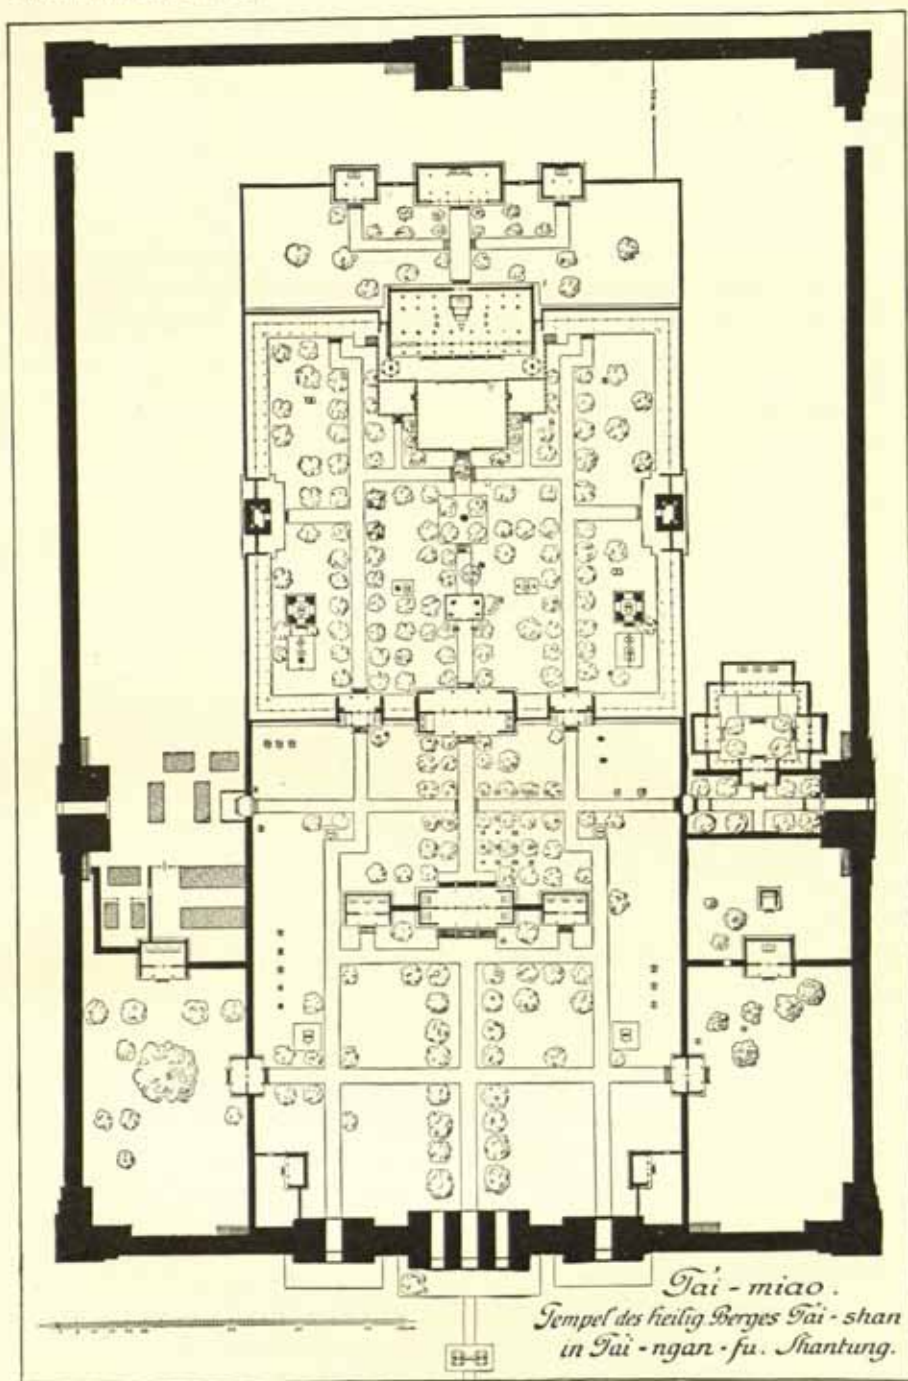 Tai-miao.
Tempel des heilig Berges Tai-shan
in Tai-ngan-fu. Shantung.